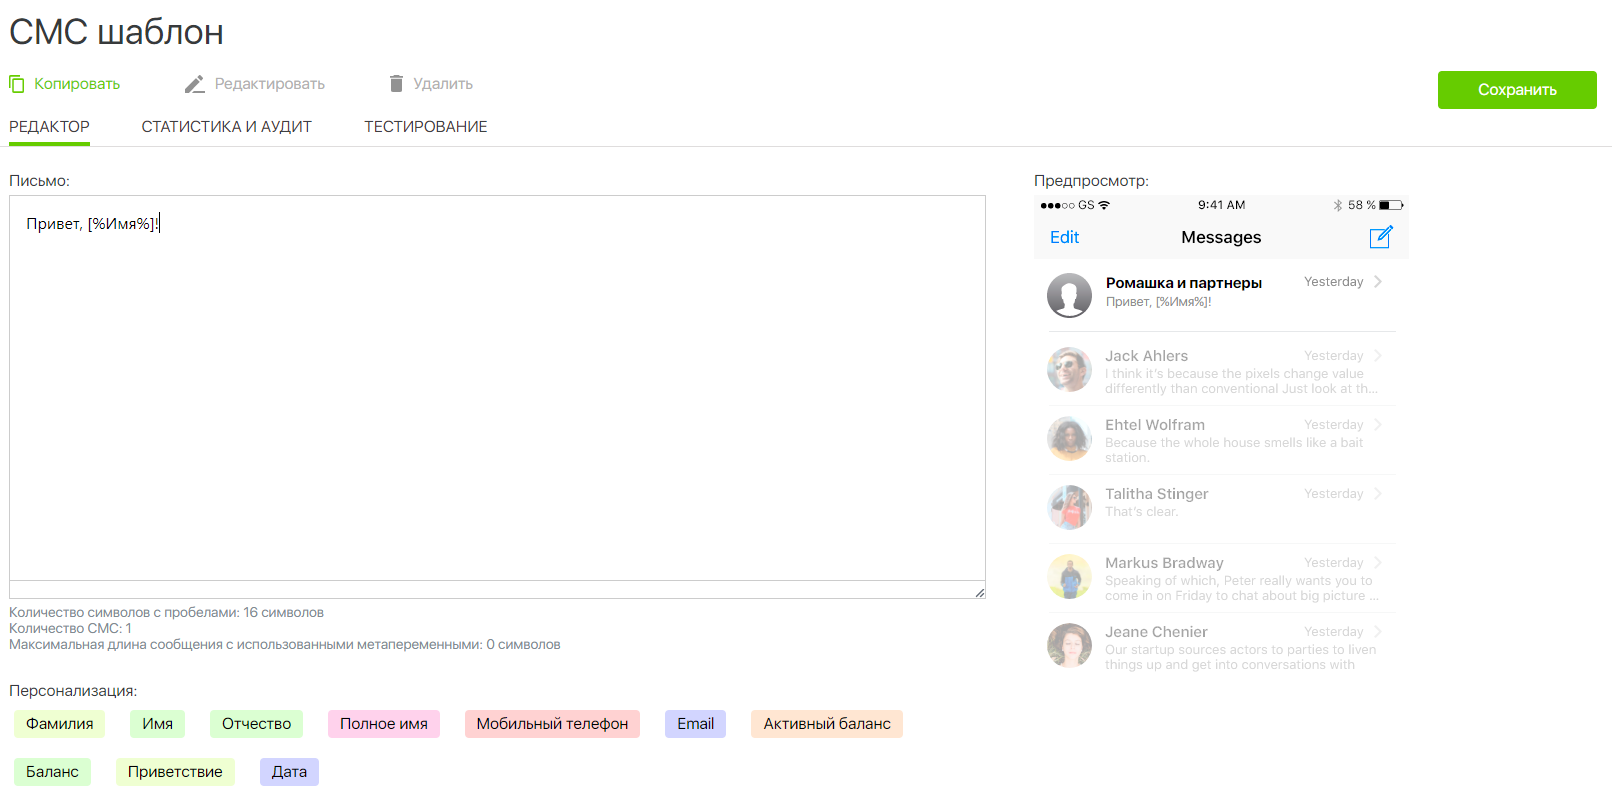 СМС шаблон
Копировать
Редактировать
Удалить
Сохранить
РЕДАКТОР
СТАТИСТИКА И АУДИТ
ТЕСТИРОВАНИЕ
Письмо:
Привет, [%Имя%]!
Количество символов с пробелами: 16 символов
Количество СМС: 1
Максимальная длина сообщения с использованными метапеременными: 0 символов
Персонализация:
Фамилия
Имя
Отчество
Полное имя
Мобильный телефон
Email
Активный баланс
Баланс
Приветствие
Дата
Предпросмотр:
GS 9:41 AM 58 %
Edit Messages
Ромашка и партнеры Yesterday
Привет, [%Имя%]!
Jack Ahlers Yesterday
I think it's because the pixels change value
differently than conventional Just look at th...
Ehtel Wolfram Yesterday
Because the whole house smells like a bait
station.
Talitha Stinger Yesterday
That's clear.
Markus Bradway Yesterday
Speaking of which, Peter really wants you to
come in on Friday to chat about big picture ...
Jeane Chenier Yesterday
Our startup sources actors to parties to liven
things up and get into conversations with